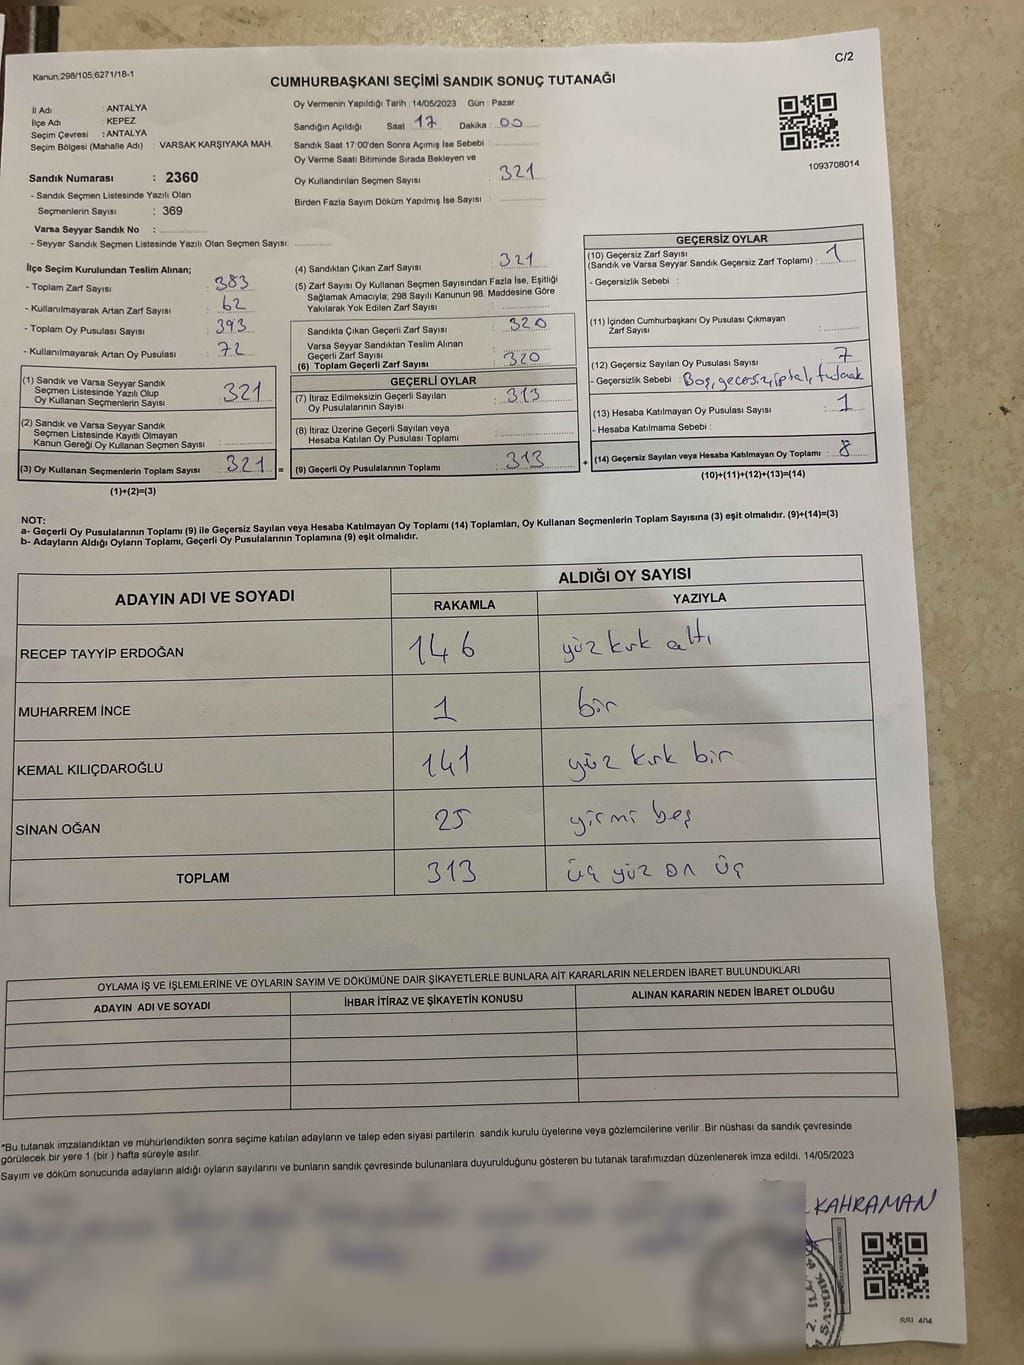 C/2
Kanun;298/105,6271/18-1
CUMHURBAŞKANI SEÇİMİ SANDIK SONUÇ TUTANAĞI
İl Adı : ANTALYA
İlçe Adı : KEPEZ
Seçim Çevresi : ANTALYA
Seçim Bölgesi (Mahalle Adı) : VARSAK KARŞIYAKA MAH.
Sandık Numarası : 2360
- Sandık Seçmen Listesinde Yazılı Olan
Seçmenlerin Sayısı : 369
Varsa Seyyar Sandık No :
- Seyyar Sandık Seçmen Listesinde Yazılı Olan Seçmen Sayısı:
Oy Vermenin Yapıldığı Tarih : 14/05/2023 Gün : Pazar
Sandığın Açıldığı Saat : 17 Dakika : 00
Sandık Saat 17:00'den Sonra Açımış İse Sebebi :
Oy Verme Saati Bitiminde Sırada Bekleyen ve
Oy Kullandırılan Seçmen Sayısı : 321
Birden Fazla Sayım Döküm Yapılmış İse Sayısı :
1093708014
İlçe Seçim Kurulundan Teslim Alınan;
- Toplam Zarf Sayısı : 383
- Kullanılmayarak Artan Zarf Sayısı : 62
- Toplam Oy Pusulası Sayısı : 393
- Kullanılmayarak Artan Oy Pusulası : 72
(1) Sandık ve Varsa Seyyar Sandık
Seçmen Listesinde Yazılı Olup
Oy Kullanan Seçmenlerin Sayısı : 321
(2) Sandık ve Varsa Seyyar Sandık
Seçmen Listesinde Kayıtlı Olmayan
Kanun Gereği Oy Kullanan Seçmen Sayısı :
(3) Oy Kullanan Seçmenlerin Toplam Sayısı : 321 =
(1)+(2)=(3)
(4) Sandıktan Çıkan Zarf Sayısı : 321
(5) Zarf Sayısı Oy Kullanan Seçmen Sayısından Fazla İse, Eşitliği
Sağlamak Amacıyla; 298 Sayılı Kanunun 98. Maddesine Göre
Yakılarak Yok Edilen Zarf Sayısı :
Sandıkta Çıkan Geçerli Zarf Sayısı : 320
Varsa Seyyar Sandıktan Teslim Alınan
Geçerli Zarf Sayısı :
(6) Toplam Geçerli Zarf Sayısı : 320
GEÇERLİ OYLAR
(7) İtiraz Edilmeksizin Geçerli Sayılan
Oy Pusulalarının Sayısı : 313
(8) İtiraz Üzerine Geçerli Sayılan veya
Hesaba Katılan Oy Pusulası Toplamı :
(9) Geçerli Oy Pusulalarının Toplamı : 313 +
GEÇERSİZ OYLAR
(10) Geçersiz Zarf Sayısı
(Sandık ve Varsa Seyyar Sandık Geçersiz Zarf Toplamı) : 1
- Geçersizlik Sebebi :
(11) İçinden Cumhurbaşkanı Oy Pusulası Çıkmayan
Zarf Sayısı :
(12) Geçersiz Sayılan Oy Pusulası Sayısı : 7
- Geçersizlik Sebebi : Boş, geçersiz, iptal, tutanak
(13) Hesaba Katılmayan Oy Pusulası Sayısı : 1
- Hesaba Katılmama Sebebi :
(14) Geçersiz Sayılan veya Hesaba Katılmayan Oy Toplamı : 8
(10)+(11)+(12)+(13)=(14)
NOT:
a- Geçerli Oy Pusulalarının Toplamı (9) ile Geçersiz Sayılan veya Hesaba Katılmayan Oy Toplamı (14) Toplamları, Oy Kullanan Seçmenlerin Toplam Sayısına (3) eşit olmalıdır. (9)+(14)=(3)
b- Adayların Aldığı Oyların Toplamı, Geçerli Oy Pusulalarının Toplamına (9) eşit olmalıdır.
ADAYIN ADI VE SOYADI
ALDIĞI OY SAYISI
RAKAMLA YAZIYLA
RECEP TAYYİP ERDOĞAN 146 yüz kırk altı
MUHARREM İNCE 1 bir
KEMAL KILIÇDAROĞLU 141 yüz kırk bir
SİNAN OĞAN 25 yirmi beş
TOPLAM 313 üç yüz on üç
OYLAMA İŞ VE İŞLEMLERİNE VE OYLARIN SAYIM VE DÖKÜMÜNE DAİR ŞİKAYETLERLE BUNLARA AİT KARARLARIN NELERDEN İBARET BULUNDUKLARI
ADAYIN ADI VE SOYADI İHBAR İTİRAZ VE ŞİKAYETİN KONUSU ALINAN KARARIN NEDEN İBARET OLDUĞU
*Bu tutanak imzalandıktan ve mühürlendikten sonra seçime katılan adayların ve talep eden siyasi partilerin sandık kurulu üyelerine veya gözlemcilerine verilir .Bir nüshası da sandık çevresinde
görülecek bir yere 1 (bir ) hafta süreyle asılır.
Sayım ve döküm sonucunda adayların aldığı oyların sayılarını ve bunların sandık çevresinde bulunanlara duyurulduğunu gösteren bu tutanak tarafımızdan düzenlenerek imza edildi. 14/05/2023
KAHRAMAN
2. İLÇ
SANDIK